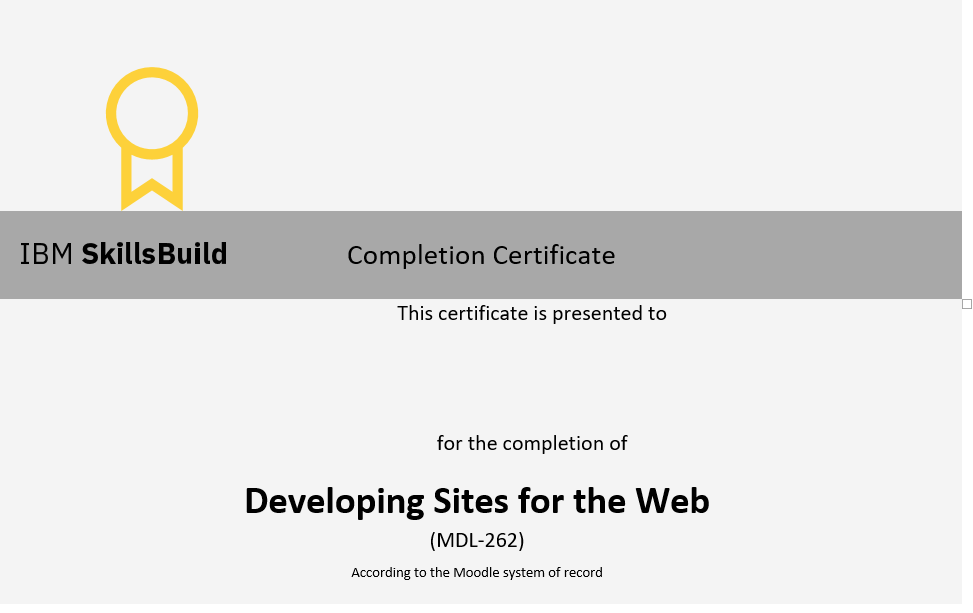 IBM SkillsBuild
Completion Certificate
This certificate is presented to
for the completion of
Developing Sites for the Web
(MDL-262)
According to the Moodle system of record